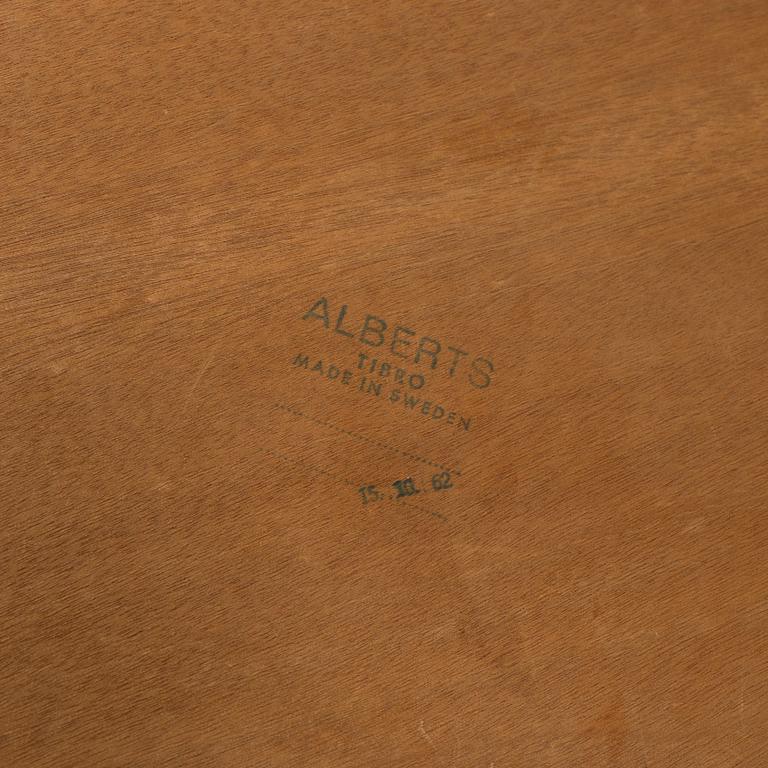 ALBERTS
TIBRO
MADE IN SWEDEN
15. 10. 62